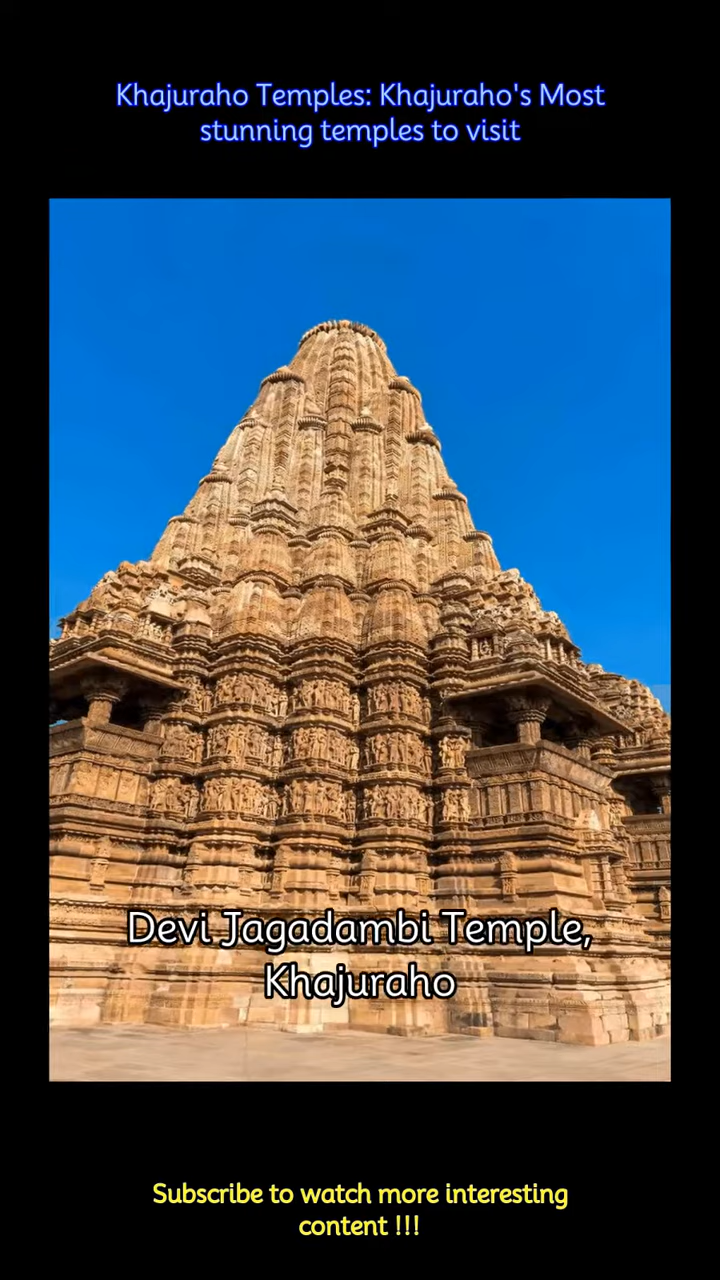 Khajuraho Temples: Khajuraho's Most
stunning temples to visit
Devi Jagadambi Temple,
Khajuraho
Subscribe to watch more interesting
content !!!